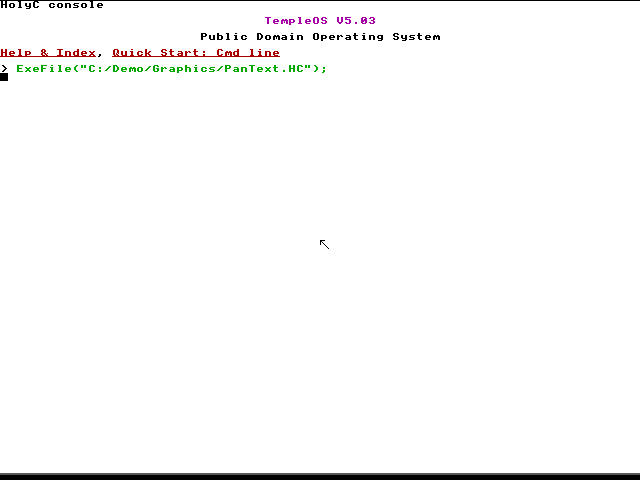 HolyC console
TempleOS V5.03
Public Domain Operating System
Help & Index, Quick Start: Cmd line
> ExeFile("C:/Demo/Graphics/PanText.HC");